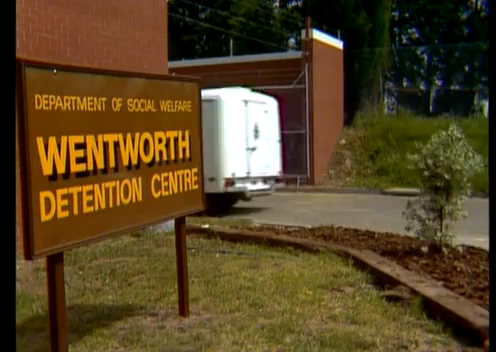 DEPARTMENT OF SOCIAL WELFARE
WENTWORTH
DETENTION CENTRE